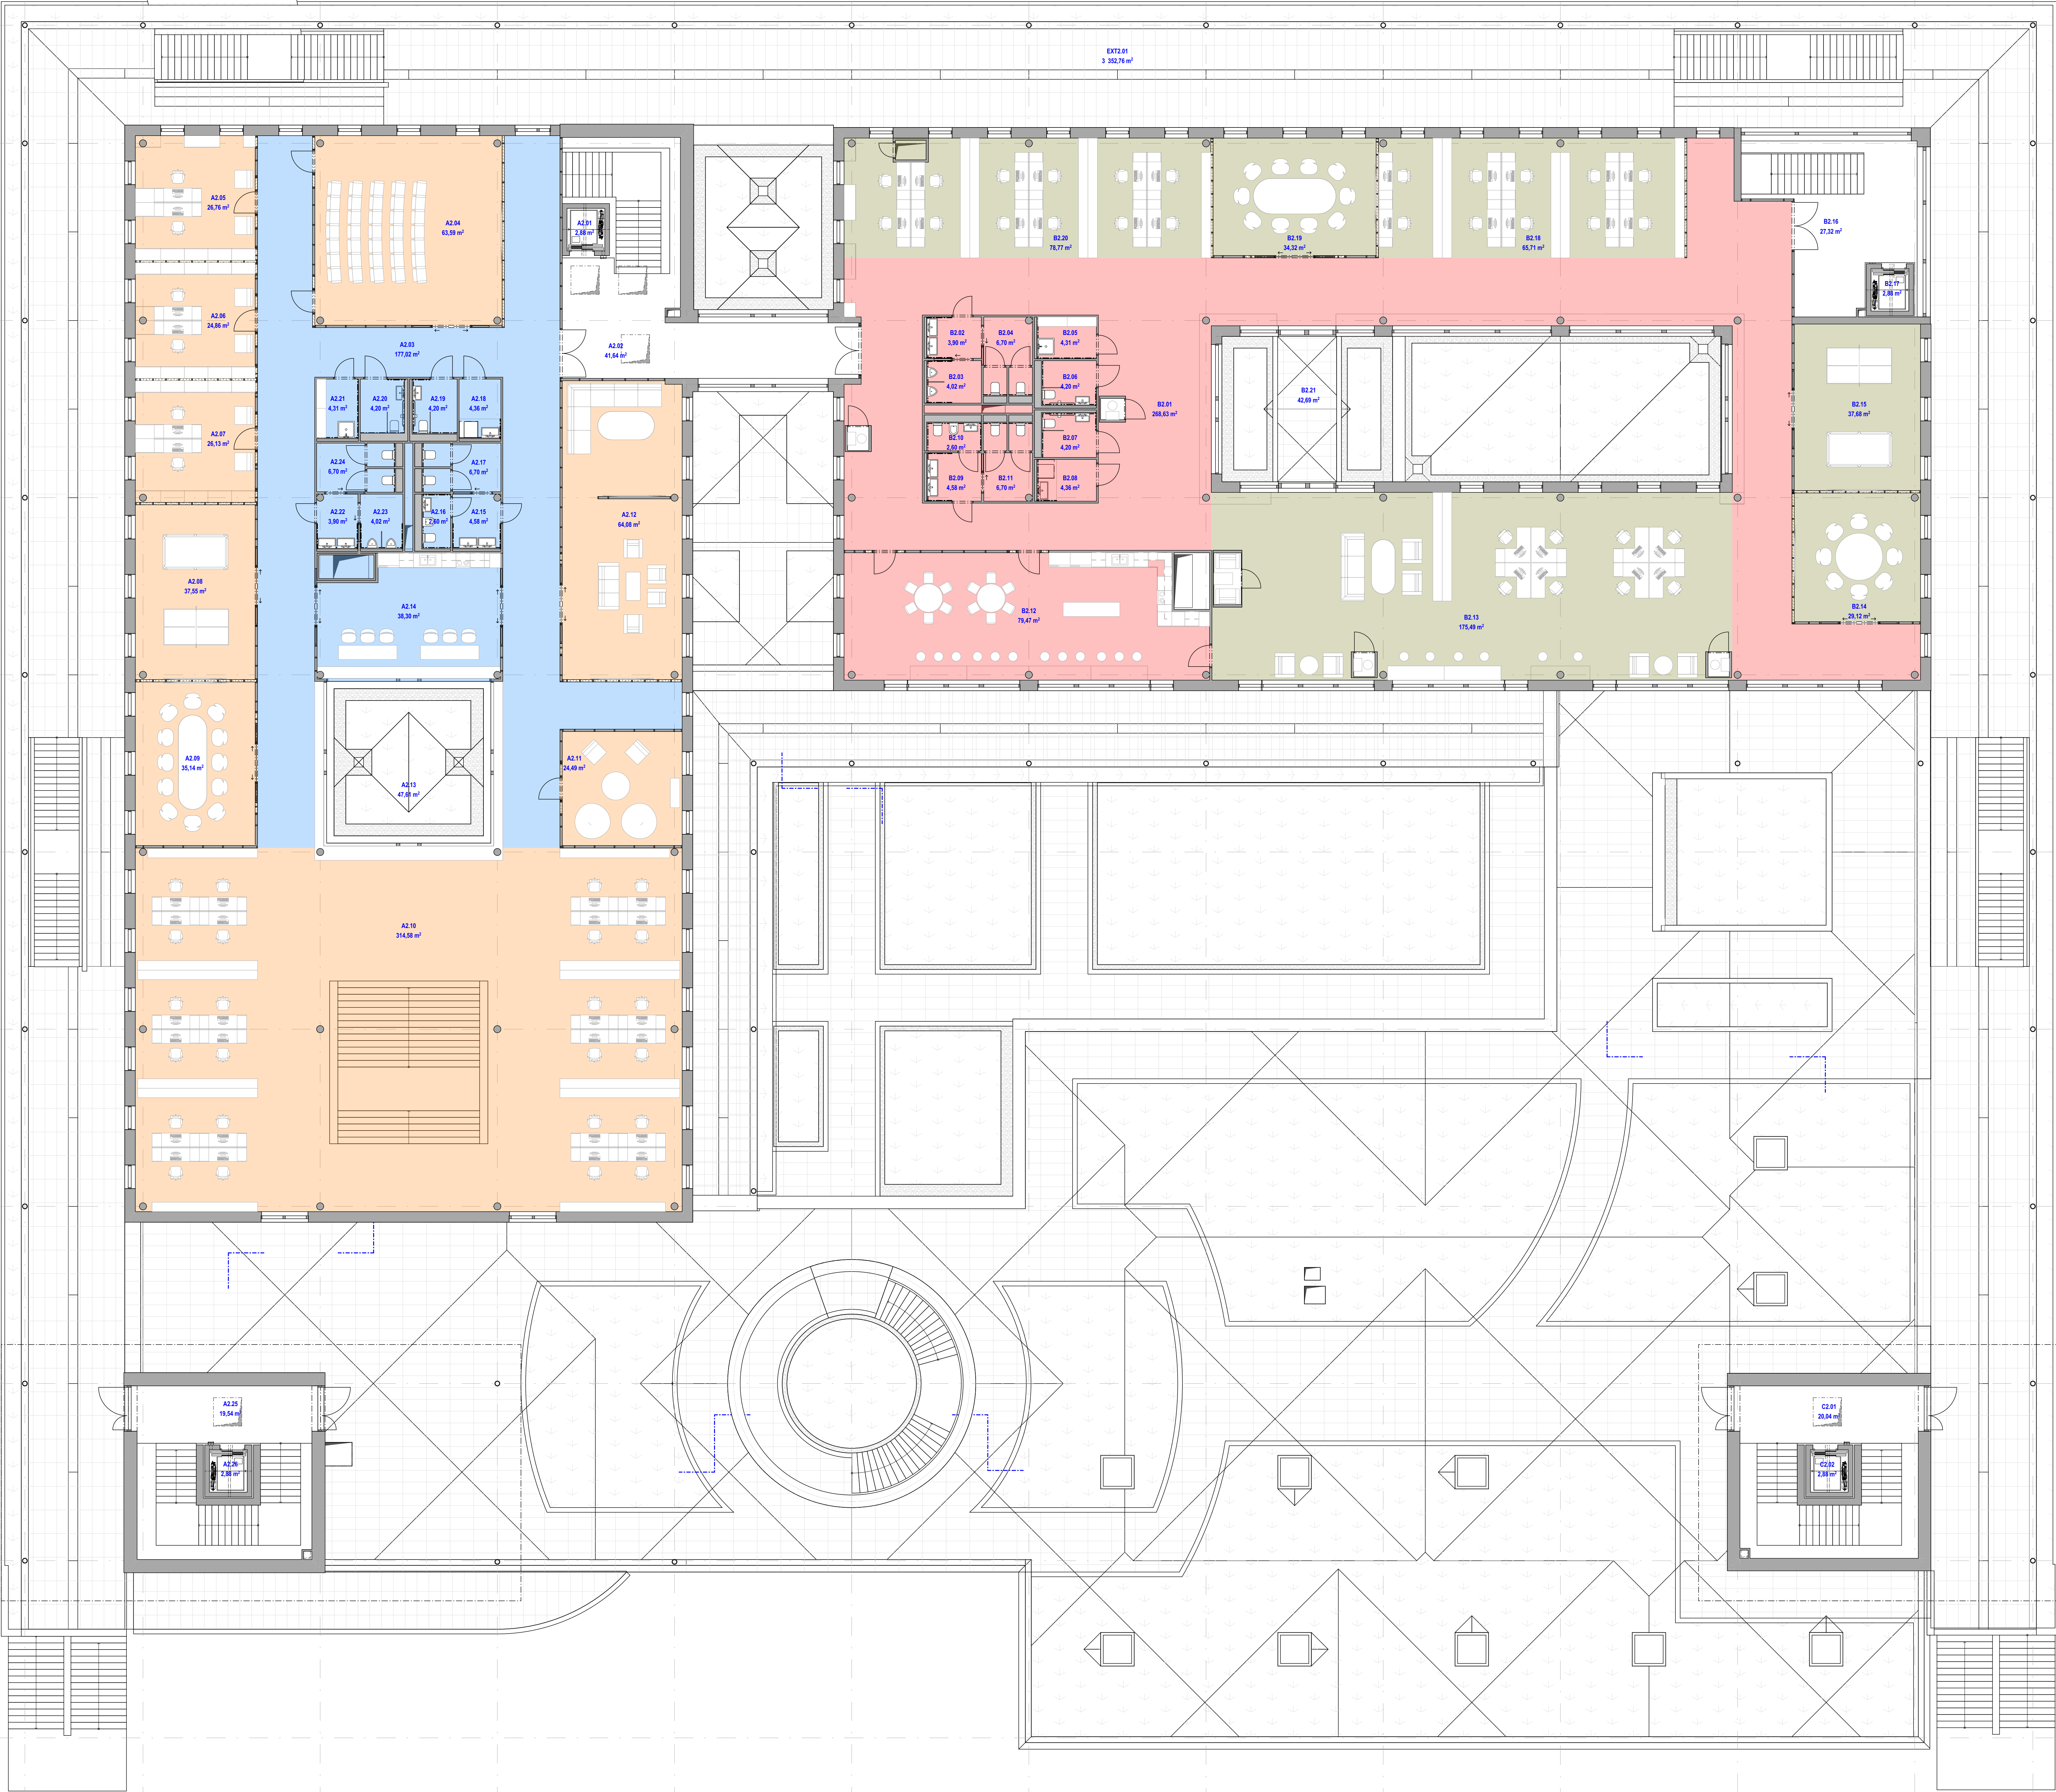 EXT2.01
3 352,76 m²
A2.05
26,76 m²
A2.04
63,59 m²
A2.01
2,88 m²
B2.20
78,77 m²
B2.19
34,32 m²
B2.18
65,71 m²
B2.16
27,32 m²
B2.17
2,88 m²
A2.06
24,86 m²
A2.03
177,02 m²
A2.02
41,64 m²
B2.02
3,90 m²
B2.04
6,70 m²
B2.05
4,31 m²
B2.03
4,02 m²
B2.06
4,20 m²
B2.01
268,63 m²
B2.21
42,69 m²
B2.15
37,68 m²
A2.07
26,13 m²
A2.21
4,31 m²
A2.20
4,20 m²
A2.19
4,20 m²
A2.18
4,36 m²
B2.10
2,60 m²
B2.07
4,20 m²
A2.24
6,70 m²
A2.17
6,70 m²
B2.09
4,58 m²
B2.11
6,70 m²
B2.08
4,36 m²
A2.22
3,90 m²
A2.23
4,02 m²
A2.16
2,60 m²
A2.15
4,58 m²
A2.12
64,08 m²
A2.08
37,55 m²
A2.14
38,30 m²
B2.12
79,47 m²
B2.13
175,49 m²
B2.14
29,12 m²
A2.09
35,14 m²
A2.13
47,61 m²
A2.11
24,49 m²
A2.10
314,58 m²
A2.25
19,54 m²
A2.26
2,88 m²
C2.01
20,04 m²
C2.02
2,88 m²